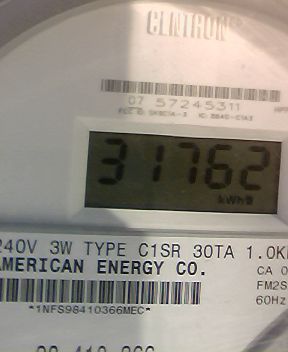 CENTRON
07 57245311
31762
kWh
240V 3W TYPE C1SR 30TA 1.0K
AMERICAN ENERGY CO.
CA 0
FM2S
60Hz
*1NFS98410366MEC*